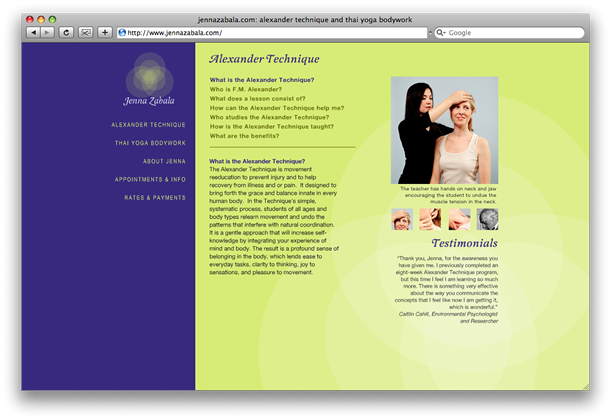 jennazabala.com: alexander technique and thai yoga bodywork
http://www.jennazabala.com/
Google
Jenna Zabala
ALEXANDER TECHNIQUE
THAI YOGA BODYWORK
ABOUT JENNA
APPOINTMENTS & INFO
RATES & PAYMENTS
Alexander Technique
What is the Alexander Technique?
Who is F.M. Alexander?
What does a lesson consist of?
How can the Alexander Technique help me?
Who studies the Alexander Technique?
How is the Alexander Technique taught?
What are the benefits?
What is the Alexander Technique?
The Alexander Technique is movement
reeducation to prevent injury and to help
recovery from illness and or pain. It designed to
bring forth the grace and balance innate in every
human body. In the Technique's simple,
systematic process, students of all ages and
body types relearn movement and undo the
patterns that interfere with natural coordination.
It is a gentle approach that will increase self-
knowledge by integrating your experience of
mind and body. The result is a profound sense of
belonging in the body, which lends ease to
everyday tasks, clarity to thinking, joy to
sensations, and pleasure to movement.
The teacher has hands on neck and jaw
encouraging the student to undue the
muscle tension in the neck.
Testimonials
"Thank you, Jenna, for the awareness you
have given me. I previously completed an
eight-week Alexander Technique program,
but this time I feel I am learning so much
more. There is something very effective
about the way you communicate the
concepts that I feel like now I am getting it,
which is wonderful."
Caitlin Cahill, Environmental Psychologist
and Researcher